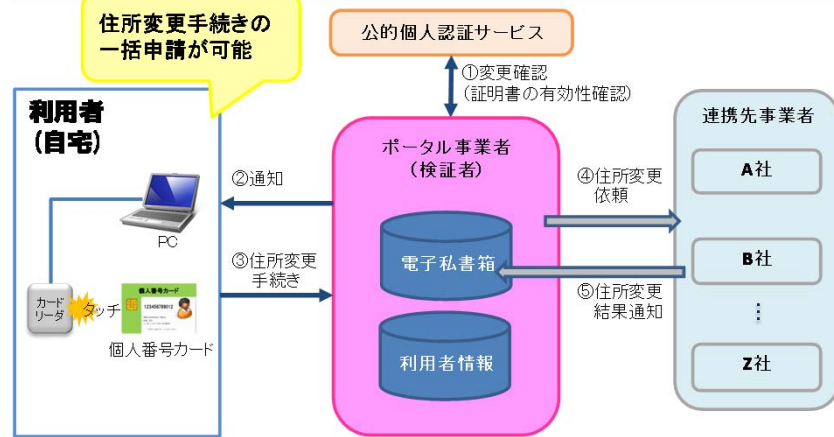 住所変更手続きの
一括申請が可能
公的個人認証サービス
①変更確認
(証明書の有効性確認)
利用者
(自宅)
ポータル事業者
(検証者)
連携先事業者
②通知
④住所変更
依頼
A社
PC
電子私書箱
B社
③住所変更
手続き
⑤住所変更
結果通知
カード
リーダ
タッチ
個人番号カード
123456789012
個人番号カード
利用者情報
Z社